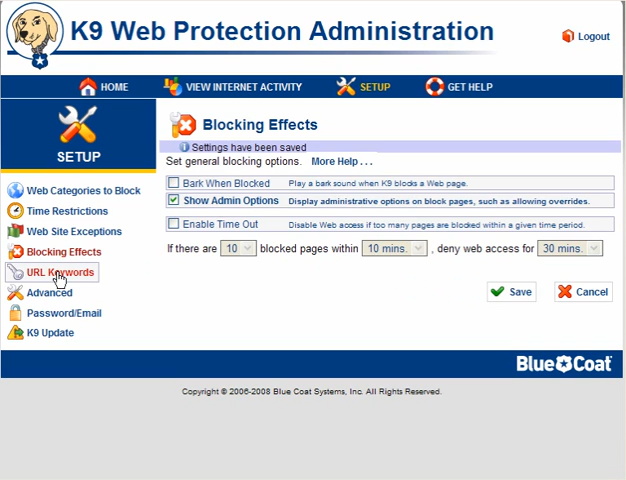 K9 Web Protection Administration
Logout
HOME VIEW INTERNET ACTIVITY SETUP GET HELP
SETUP
Web Categories to Block
Time Restrictions
Web Site Exceptions
Blocking Effects
URL Keywords
Advanced
Password/Email
K9 Update
Blocking Effects
Settings have been saved
Set general blocking options. More Help . . .
Bark When Blocked Play a bark sound when K9 blocks a Web page.
Show Admin Options Display administrative options on block pages, such as allowing overrides.
Enable Time Out Disable Web access if too many pages are blocked within a given time period.
If there are 10 blocked pages within 10 mins. , deny web access for 30 mins.
Save Cancel
Blue Coat
Copyright © 2006-2008 Blue Coat Systems, Inc. All Rights Reserved.